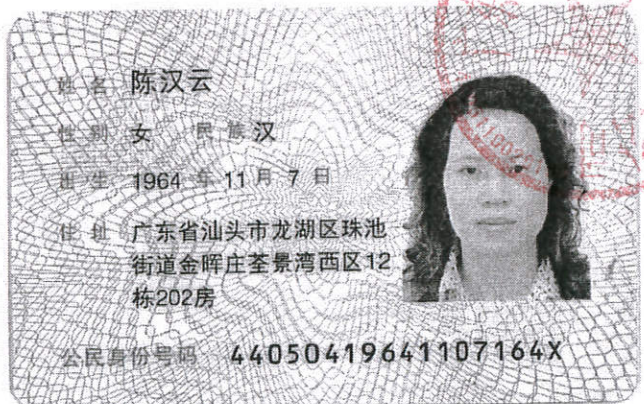 姓名 陈汉云
性别 女 民族 汉
出生 1964 年 11 月 7 日
住址 广东省汕头市龙湖区珠池
街道金晖庄荃景湾西区12
栋202房
公民身份号码 44050419641107164X